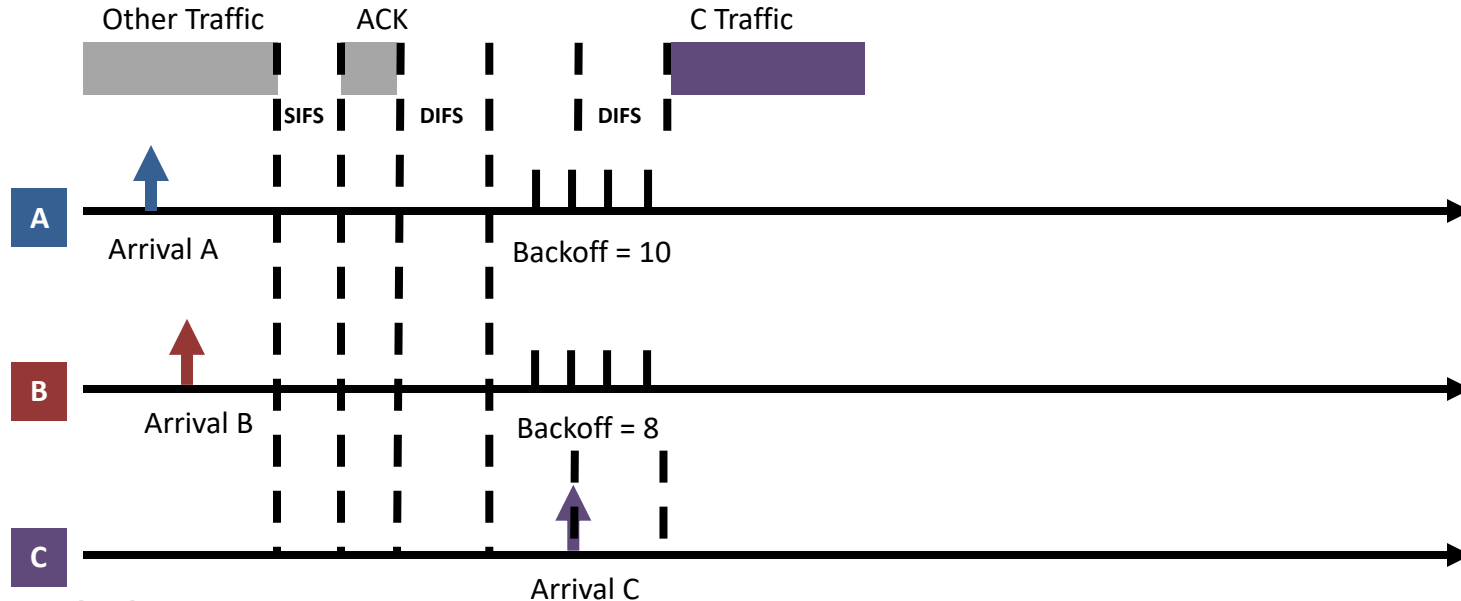 Other Traffic
ACK
C Traffic
SIFS
DIFS
DIFS
A
Arrival A
Backoff = 10
B
Arrival B
Backoff = 8
C
Arrival C